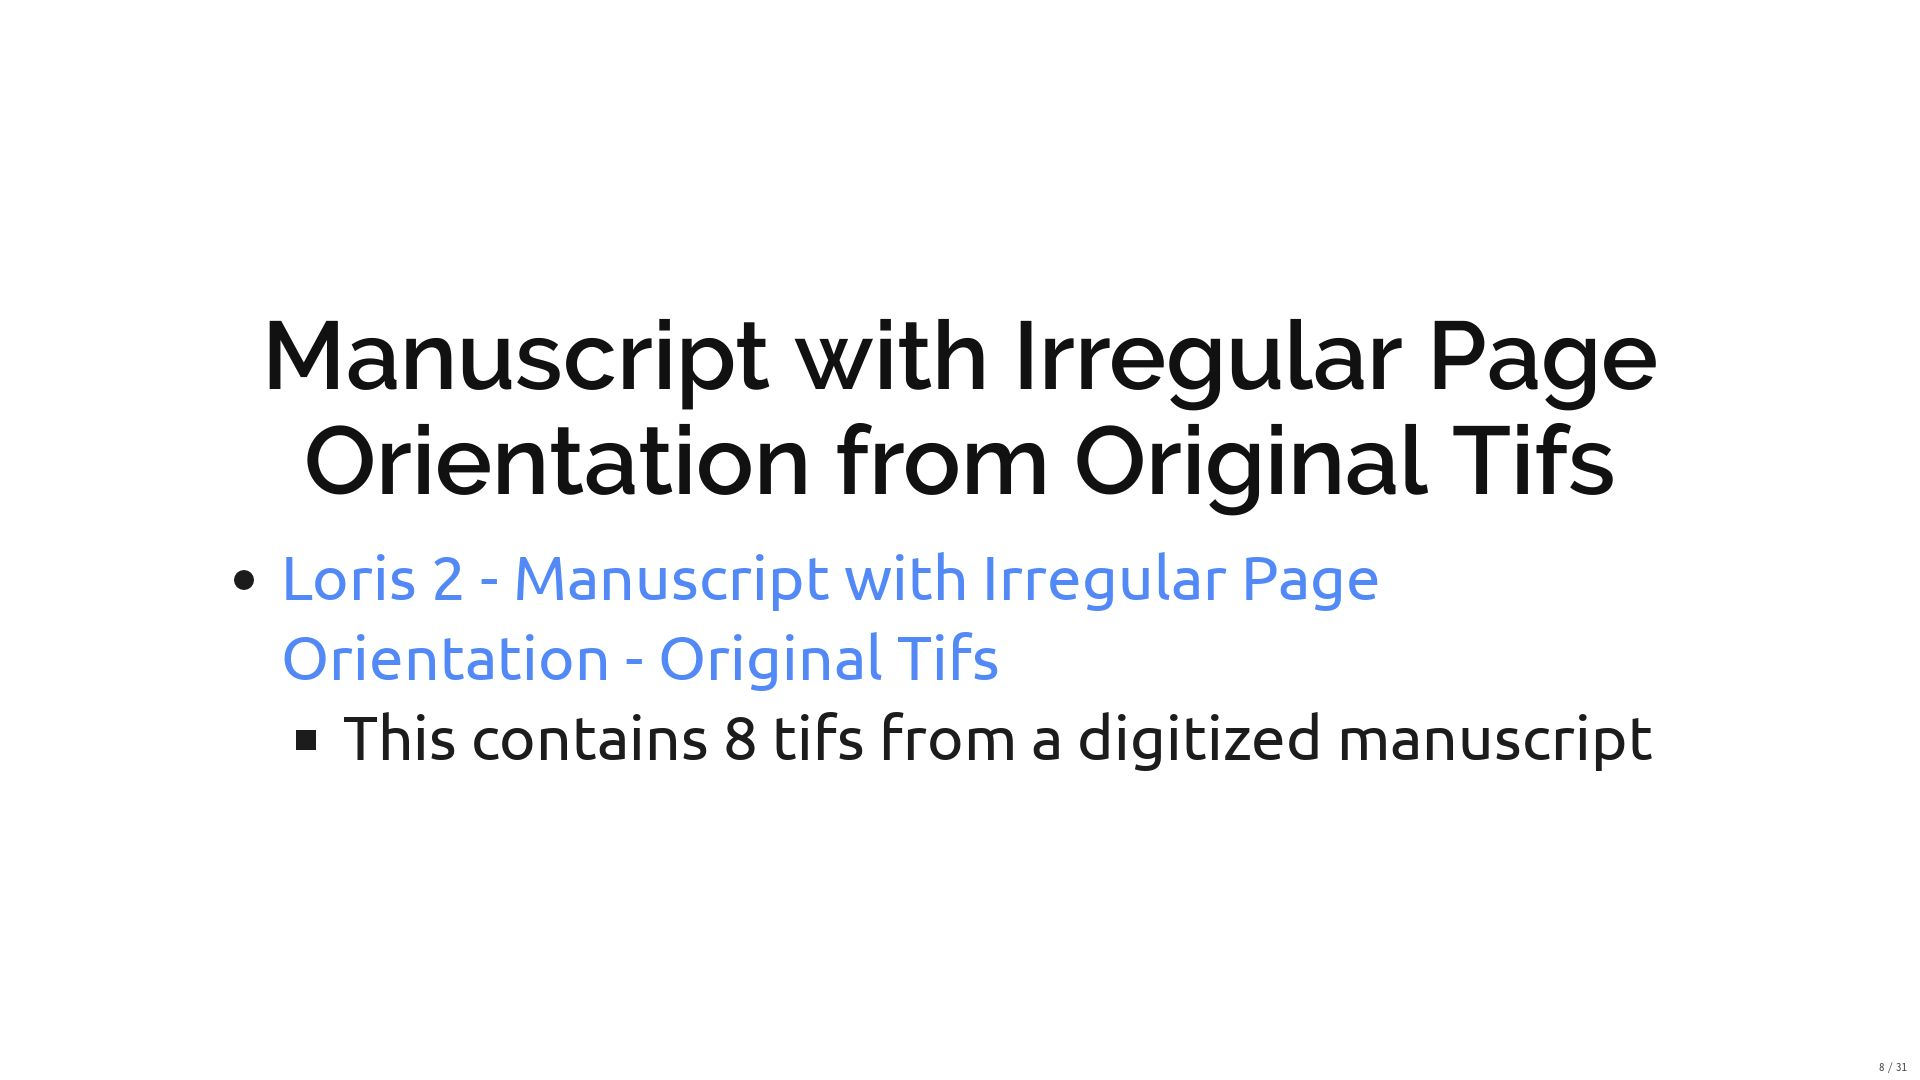 Manuscript with Irregular Page
Orientation from Original Tifs
Loris 2 - Manuscript with Irregular Page
Orientation - Original Tifs
This contains 8 tifs from a digitized manuscript
8 / 31